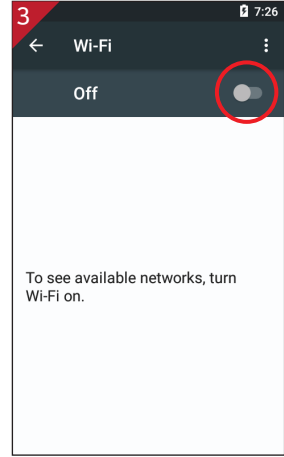 3
7:26
Wi-Fi
Off
To see available networks, turn
Wi-Fi on.